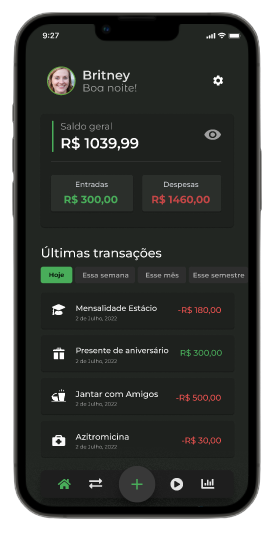 9:27
Britney
Boa noite!
Saldo geral
R$ 1039,99
Entradas
R$ 300,00
Despesas
R$ 1460,00
Últimas transações
Hoje Essa semana Esse mês Esse semestre
Mensalidade Estácio
2 de Julho, 2022
-R$ 180,00
Presente de aniversário
2 de Julho, 2022
R$ 300,00
Jantar com Amigos
2 de Julho, 2022
-R$ 500,00
Azitromicina
2 de Julho, 2022
-R$ 30,00